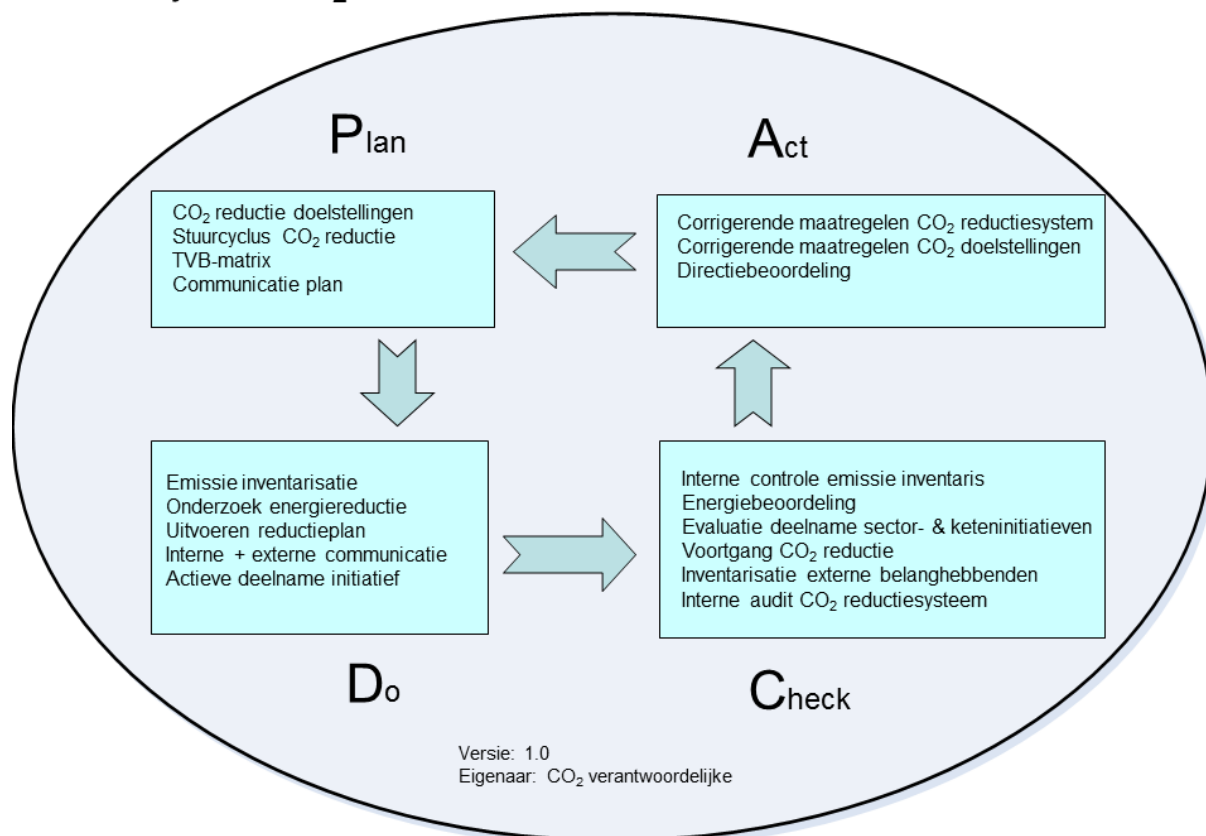 Plan
CO₂ reductie doelstellingen
Stuurcyclus CO₂ reductie
TVB-matrix
Communicatie plan
Act
Corrigerende maatregelen CO₂ reductiesystem
Corrigerende maatregelen CO₂ doelstellingen
Directiebeoordeling
Emissie inventarisatie
Onderzoek energiereductie
Uitvoeren reductieplan
Interne + externe communicatie
Actieve deelname initiatief
Do
Interne controle emissie inventaris
Energiebeoordeling
Evaluatie deelname sector- & keteninitiatieven
Voortgang CO₂ reductie
Inventarisatie externe belanghebbenden
Interne audit CO₂ reductiesysteem
Check
Versie: 1.0
Eigenaar: CO₂ verantwoordelijke